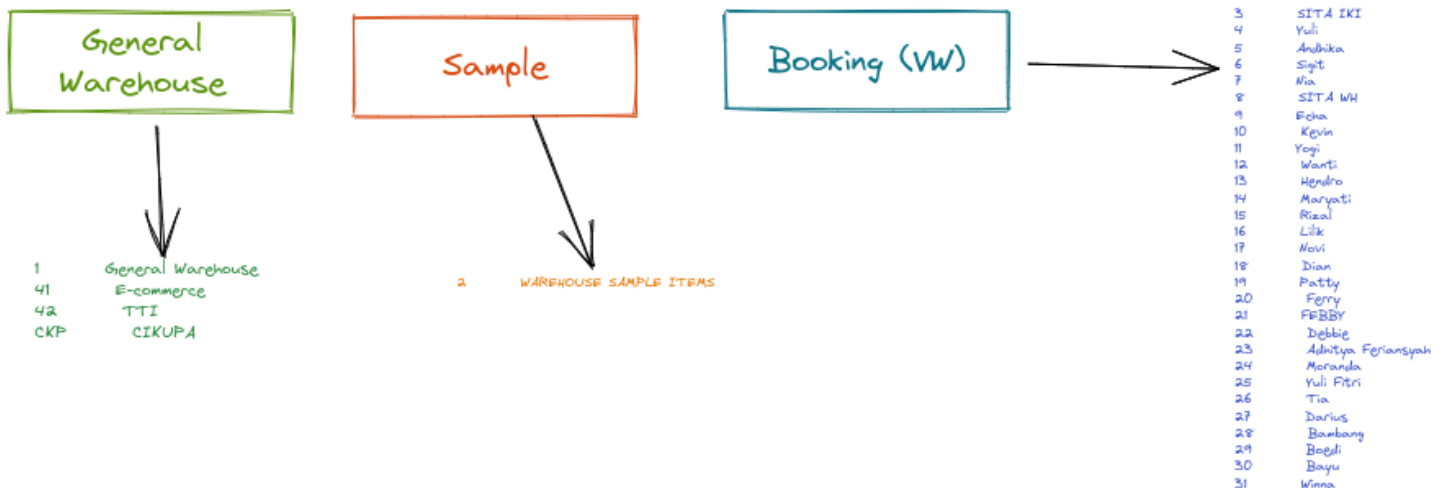 General
Warehouse
Sample
Booking (VW)
1 General Warehouse
41 E-commerce
42 TTI
CKP CIKUPA
2 WAREHOUSE SAMPLE ITEMS
3 SITA IKI
4 Yuli
5 Andhika
6 Sigit
7 Nia
8 SITA WH
9 Echa
10 Kevin
11 Yogi
12 Wanti
13 Hendro
14 Maryati
15 Rizal
16 Lilik
17 Novi
18 Dian
19 Patty
20 Ferry
21 FEBBY
22 Debbie
23 Adhitya Feriansyah
24 Moranda
25 Yuli Fitri
26 Tia
27 Darius
28 Bambang
29 Boedi
30 Bayu
31 Winna